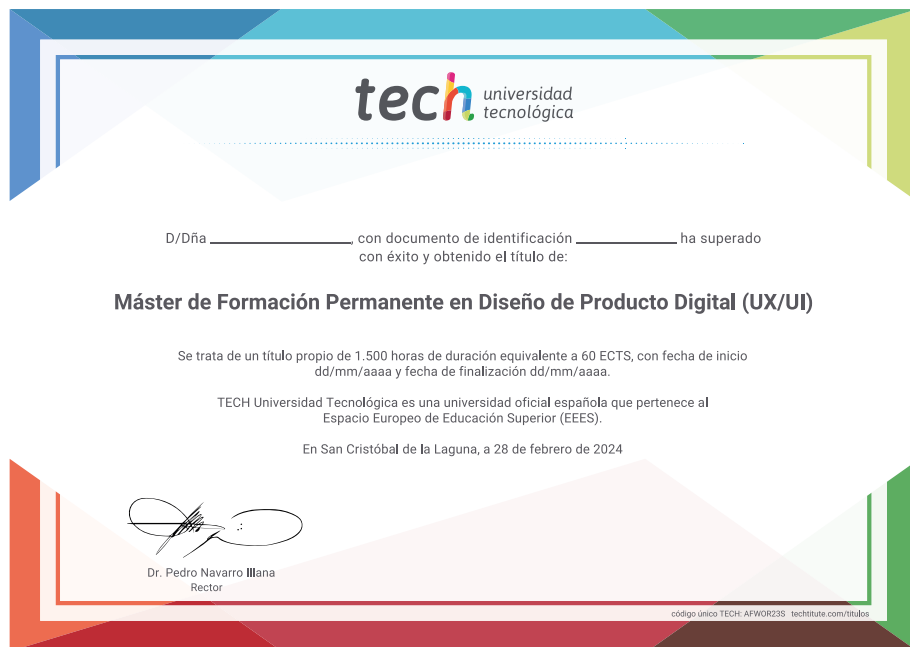 tech universidad
tecnológica
D/Dña ____________, con documento de identificación ____________ ha superado
con éxito y obtenido el título de:
Máster de Formación Permanente en Diseño de Producto Digital (UX/UI)
Se trata de un título propio de 1.500 horas de duración equivalente a 60 ECTS, con fecha de inicio
dd/mm/aaaa y fecha de finalización dd/mm/aaaa.
TECH Universidad Tecnológica es una universidad oficial española que pertenece al
Espacio Europeo de Educación Superior (EEES).
En San Cristóbal de la Laguna, a 28 de febrero de 2024
Dr. Pedro Navarro Illana
Rector
código único TECH: AFWOR23S techtitute.com/titulos